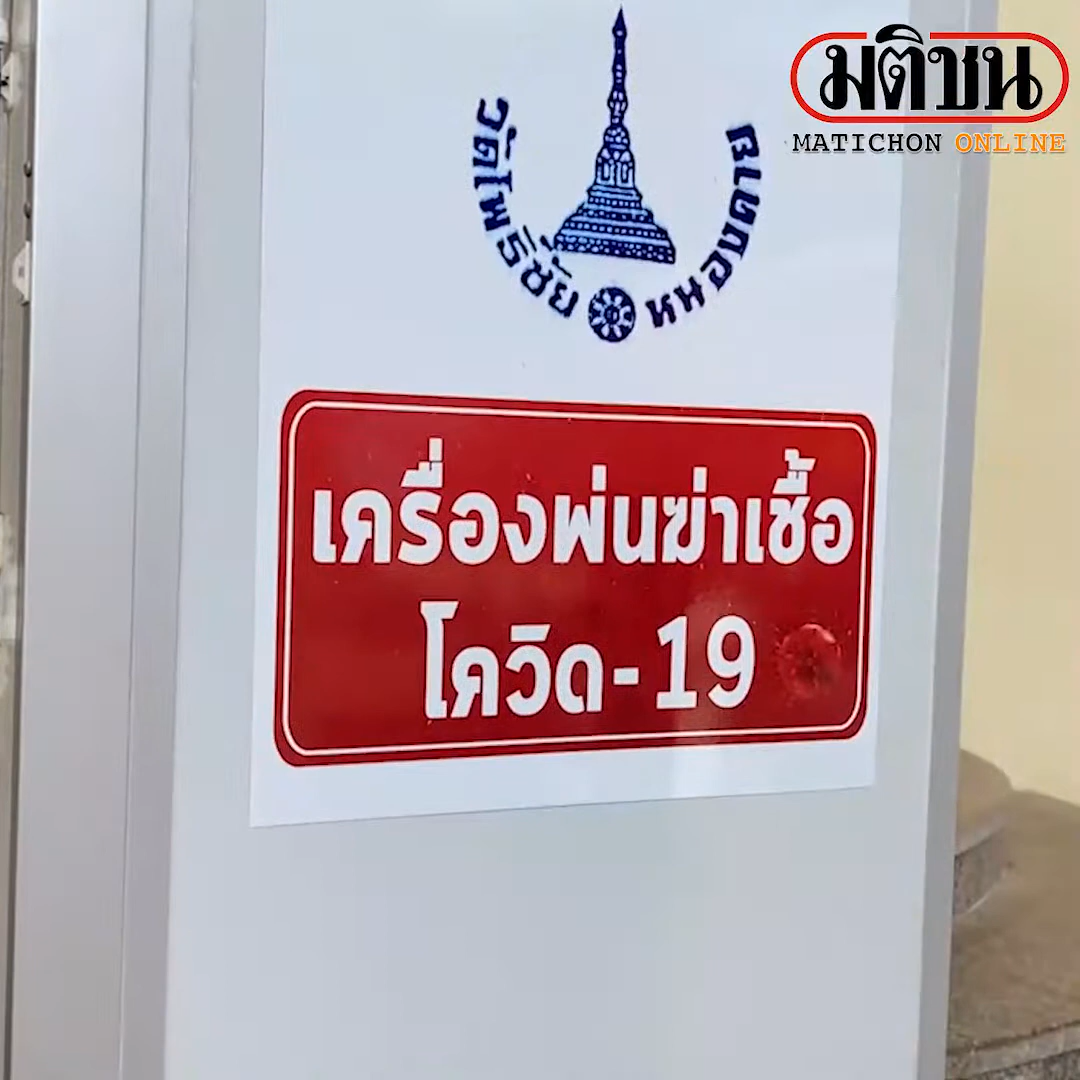 มติชน
MATICHON ONLINE
วัดโพธิชัย หนองตาย
เครื่องพ่นฆ่าเชื้อ
โควิด-19